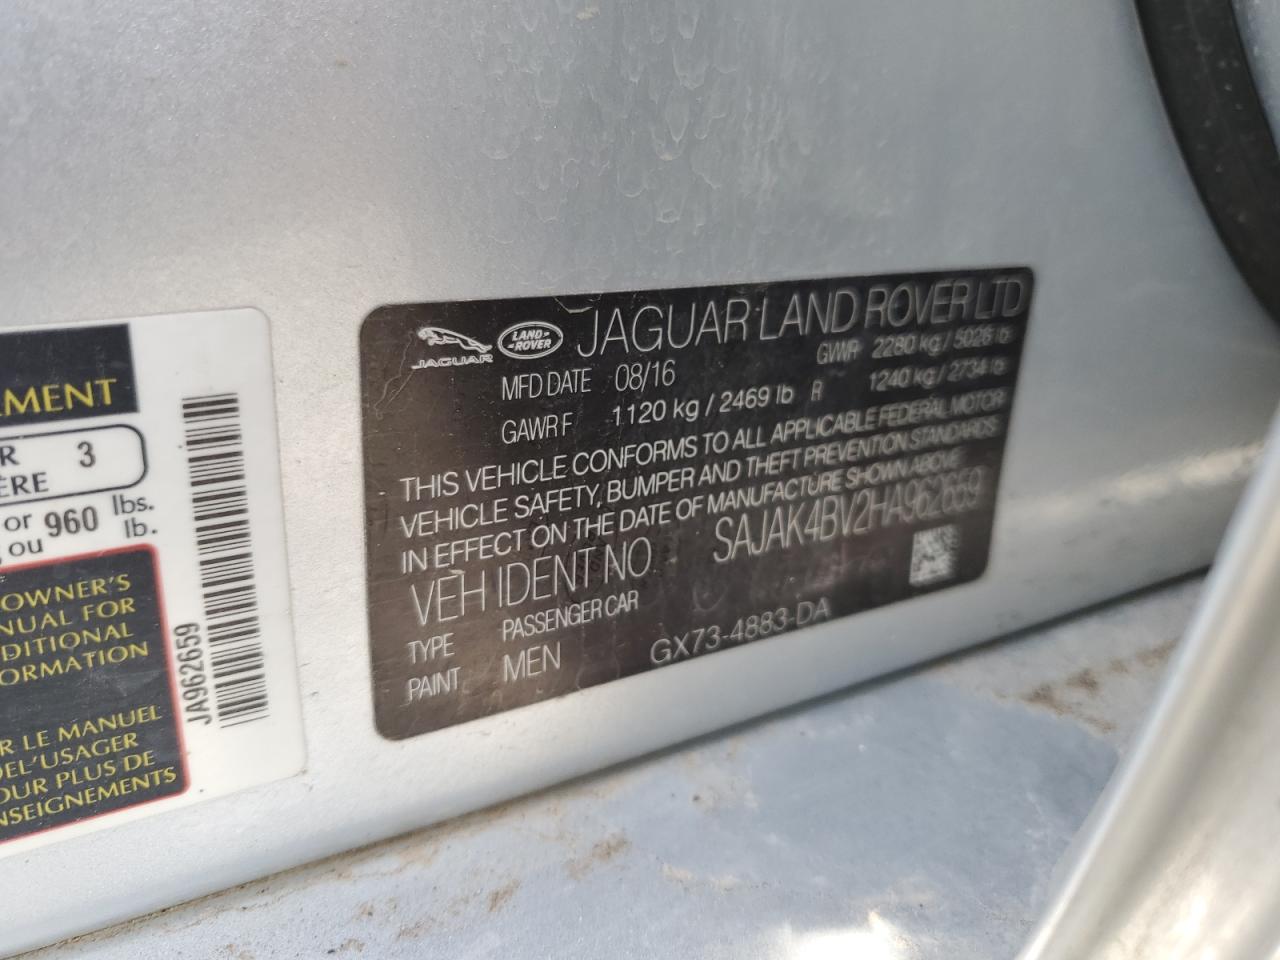 EMENT
R 3
ÈRE
or 960 lbs.
ou lb.
OWNER'S
NUAL FOR
DITIONAL
ORMATION
R LE MANUEL
DE L'USAGER
OUR PLUS DE
NSEIGNEMENTS
JA962659
JAGUAR
LAND-
-ROVER
JAGUAR LAND ROVER LTD
MFD DATE 08/16 GVWR 2280 kg / 5026 lb
GAWR F 1120 kg / 2469 lb R 1240 kg / 2734 lb
THIS VEHICLE CONFORMS TO ALL APPLICABLE FEDERAL MOTOR
VEHICLE SAFETY, BUMPER AND THEFT PREVENTION STANDARDS
IN EFFECT ON THE DATE OF MANUFACTURE SHOWN ABOVE
VEH IDENT NO SAJAK4BV2HA962659
TYPE PASSENGER CAR
PAINT MEN GX73-4883-DA